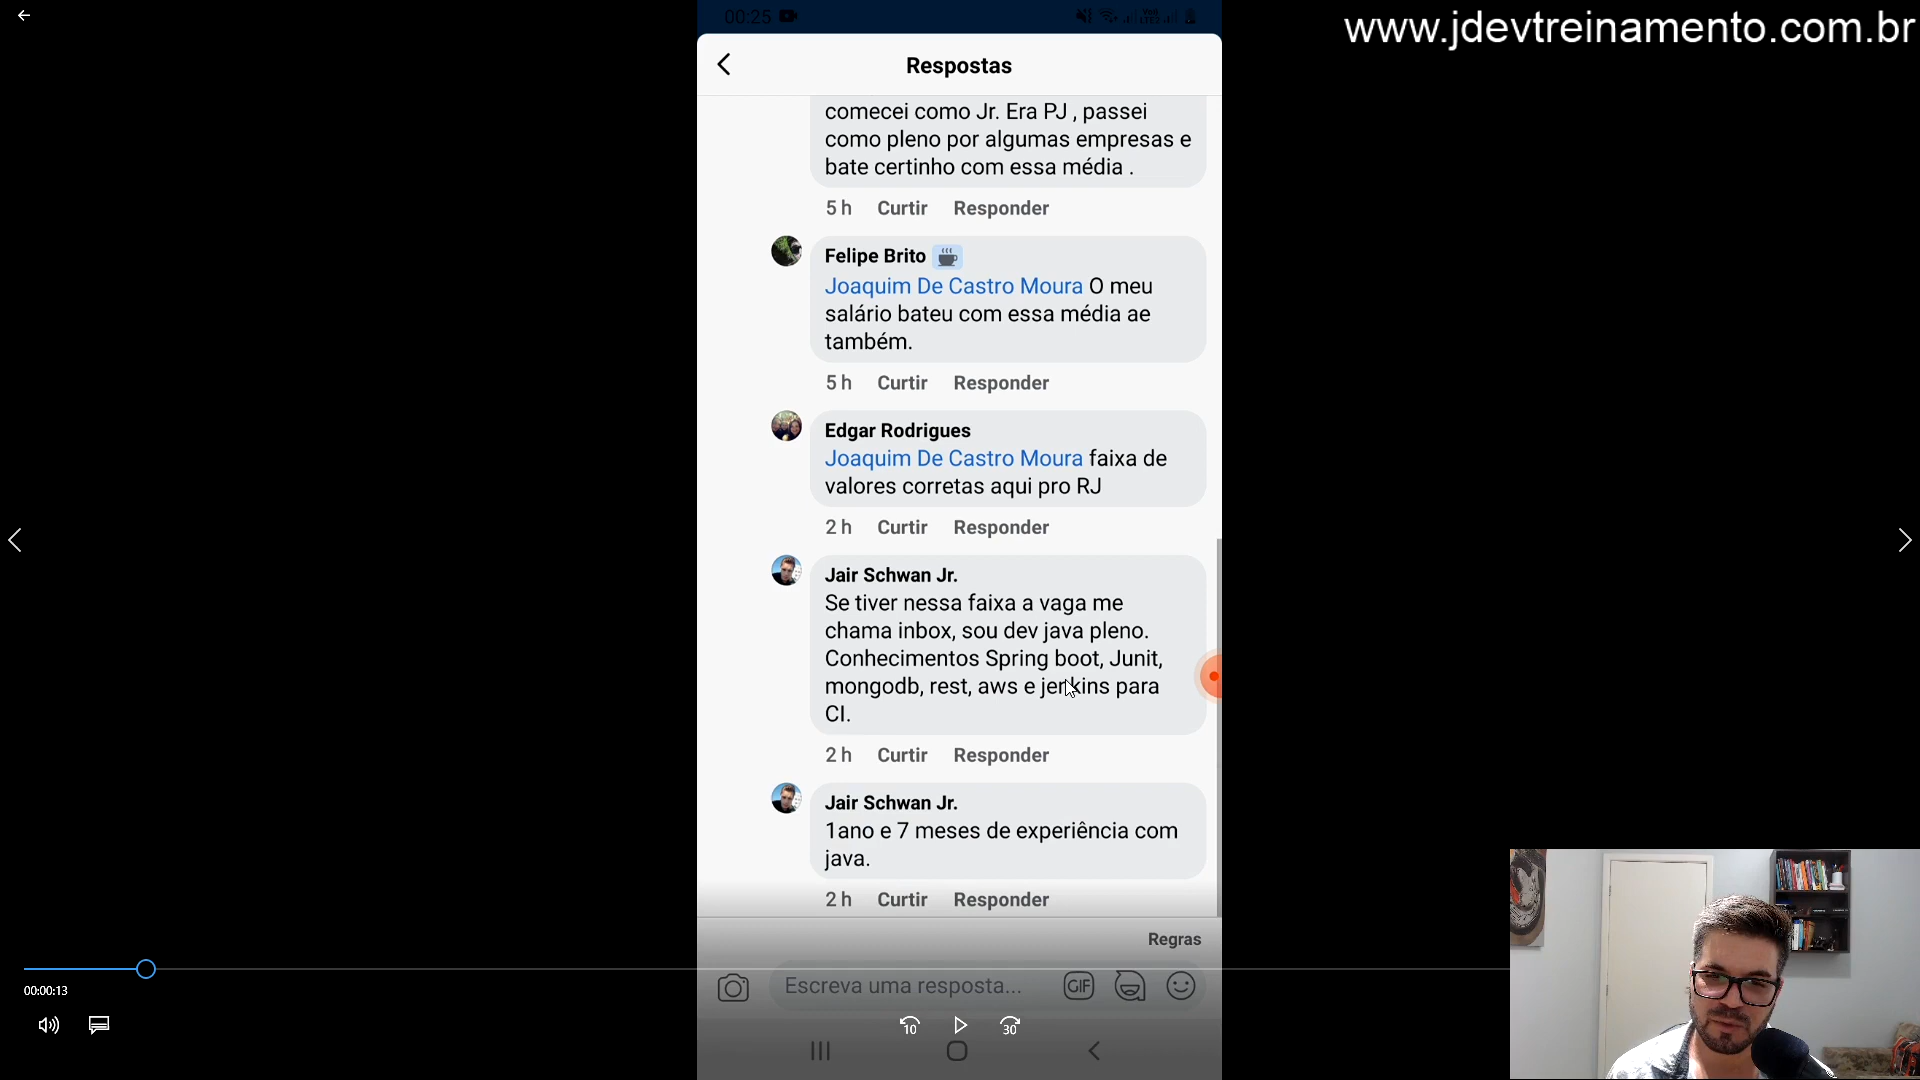 www.jdevtreinamento.com.br
00:25
Respostas
comecei como Jr. Era PJ , passei
como pleno por algumas empresas e
bate certinho com essa média .
5 h Curtir Responder
Felipe Brito
Joaquim De Castro Moura O meu
salário bateu com essa média ae
também.
5 h Curtir Responder
Edgar Rodrigues
Joaquim De Castro Moura faixa de
valores corretas aqui pro RJ
2 h Curtir Responder
Jair Schwan Jr.
Se tiver nessa faixa a vaga me
chama inbox, sou dev java pleno.
Conhecimentos Spring boot, Junit,
mongodb, rest, aws e jenkins para
CI.
2 h Curtir Responder
Jair Schwan Jr.
1ano e 7 meses de experiência com
java.
2 h Curtir Responder
Regras
Escreva uma resposta...
GIF
00:00:13
10
30